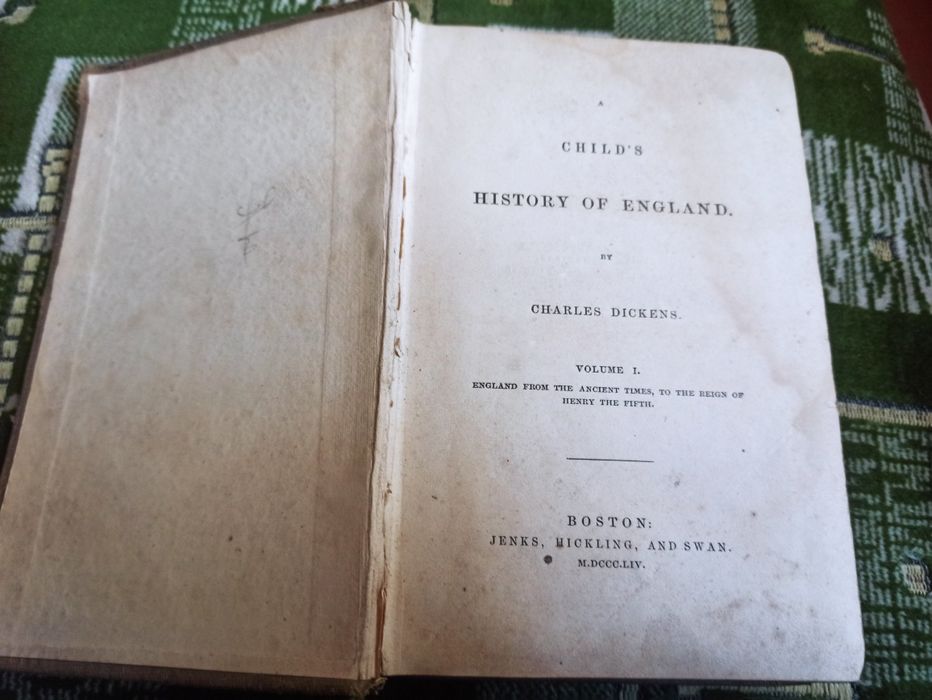 A
CHILD'S
HISTORY OF ENGLAND.
BY
CHARLES DICKENS.
VOLUME I.
ENGLAND FROM THE ANCIENT TIMES, TO THE REIGN OF
HENRY THE FIFTH.
BOSTON:
JENKS, HICKLING, AND SWAN.
M.DCCC.LIV.